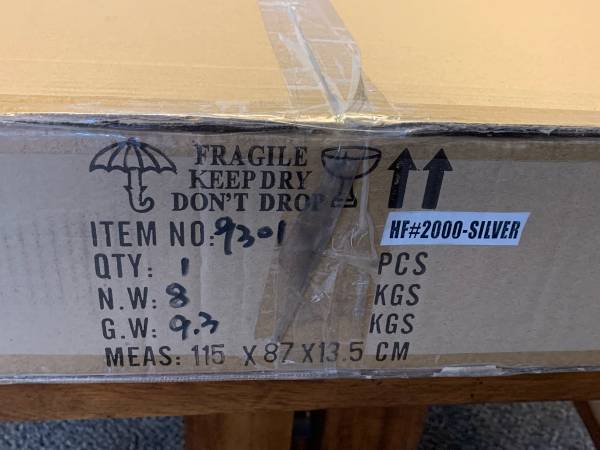 FRAGILE
KEEP DRY
DON'T DROP
ITEM NO: 9301
HF#2000-SILVER
QTY: 1 PCS
N.W: 8 KGS
G.W: 9.3 KGS
MEAS: 115 X 87 X 13.5 CM